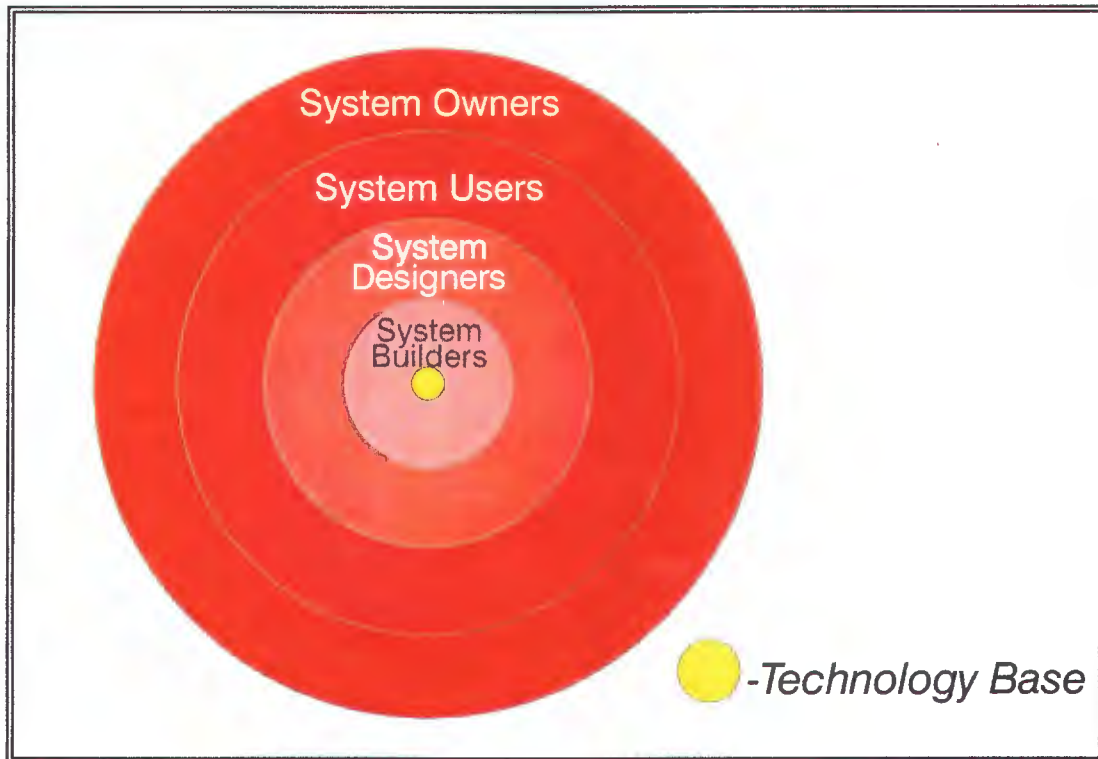 System Owners
System Users
System
Designers
System
Builders
-Technology Base